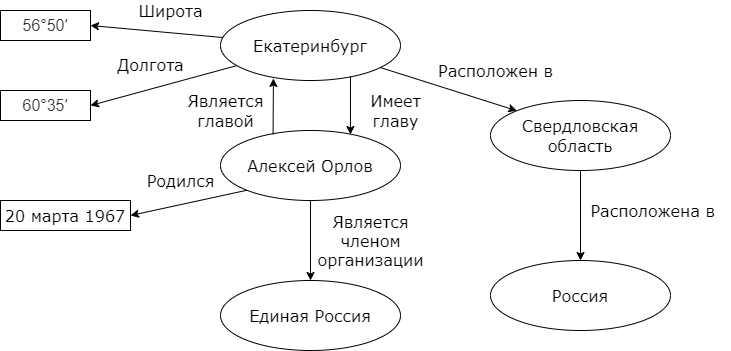 Широта
56°50′
Екатеринбург
Долгота
Расположен в
60°35′
Является
главой
Имеет
главу
Свердловская
область
Алексей Орлов
Родился
20 марта 1967
Является
членом
организации
Расположена в
Единая Россия
Россия